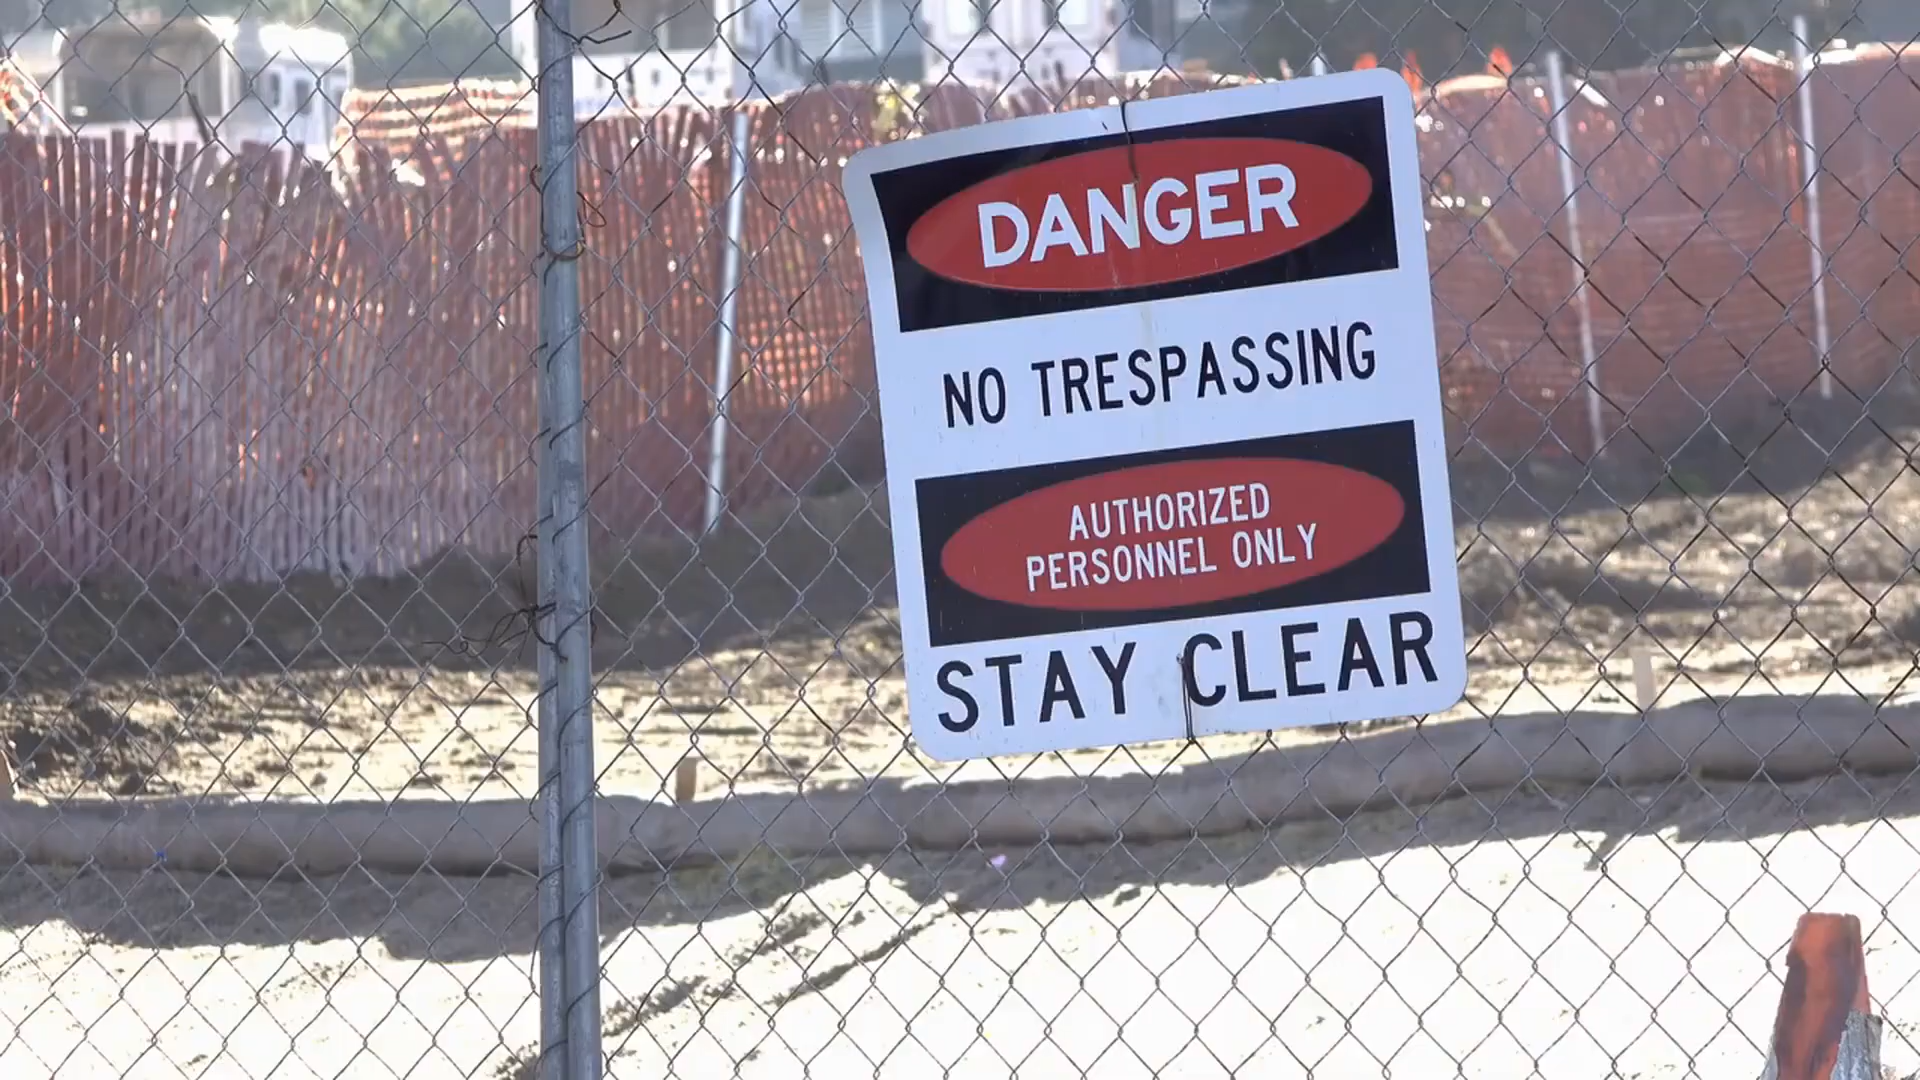 DANGER
NO TRESPASSING
AUTHORIZED
PERSONNEL ONLY
STAY CLEAR